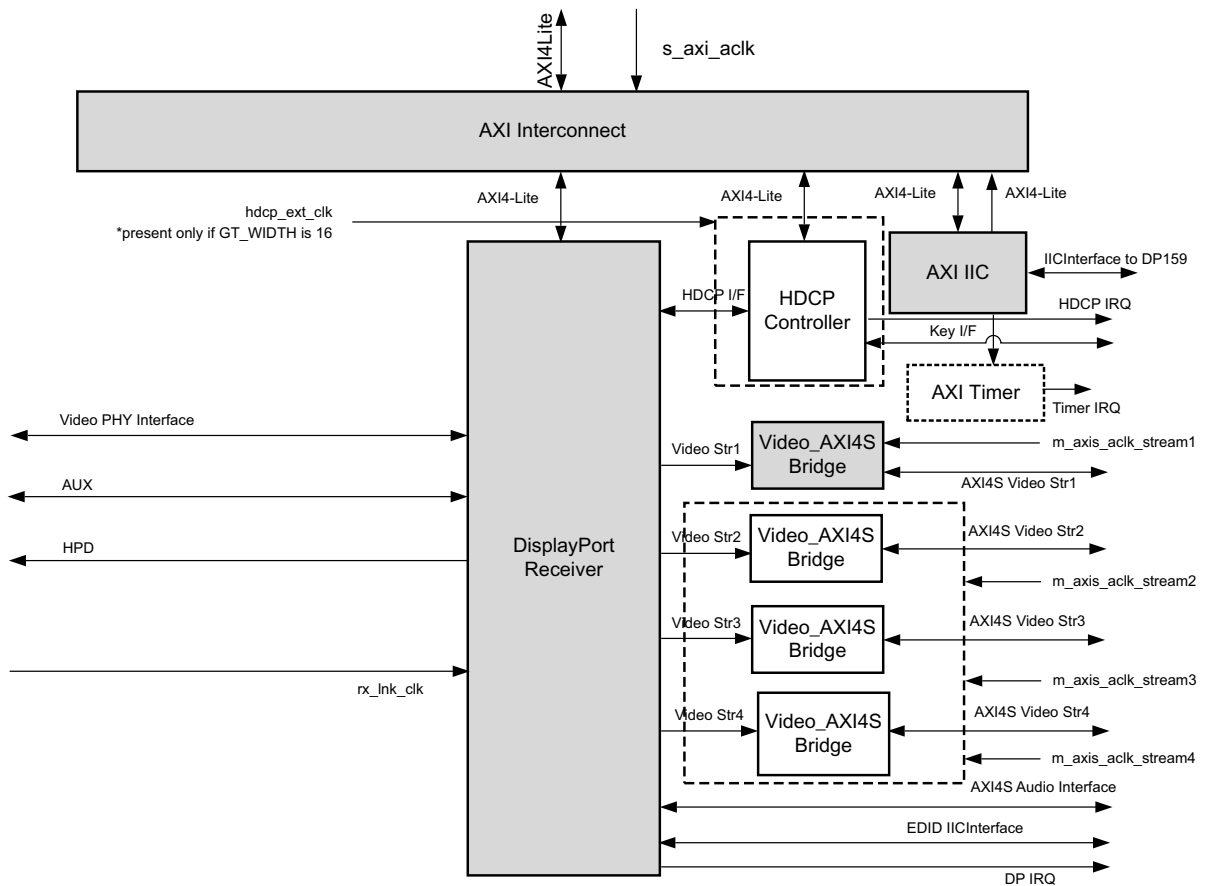 AXI4Lite
s_axi_aclk
AXI Interconnect
AXI4-Lite
AXI4-Lite
AXI4-Lite
AXI4-Lite
hdcp_ext_clk
*present only if GT_WIDTH is 16
AXI IIC
IICInterface to DP159
HDCP I/F
HDCP
Controller
HDCP IRQ
Key I/F
AXI Timer
Timer IRQ
Video PHY Interface
Video Str1
Video_AXI4S
Bridge
m_axis_aclk_stream1
AXI4S Video Str1
AUX
HPD
DisplayPort
Receiver
Video Str2
Video_AXI4S
Bridge
AXI4S Video Str2
m_axis_aclk_stream2
Video Str3
Video_AXI4S
Bridge
AXI4S Video Str3
m_axis_aclk_stream3
rx_lnk_clk
Video Str4
Video_AXI4S
Bridge
AXI4S Video Str4
m_axis_aclk_stream4
AXI4S Audio Interface
EDID IICInterface
DP IRQ